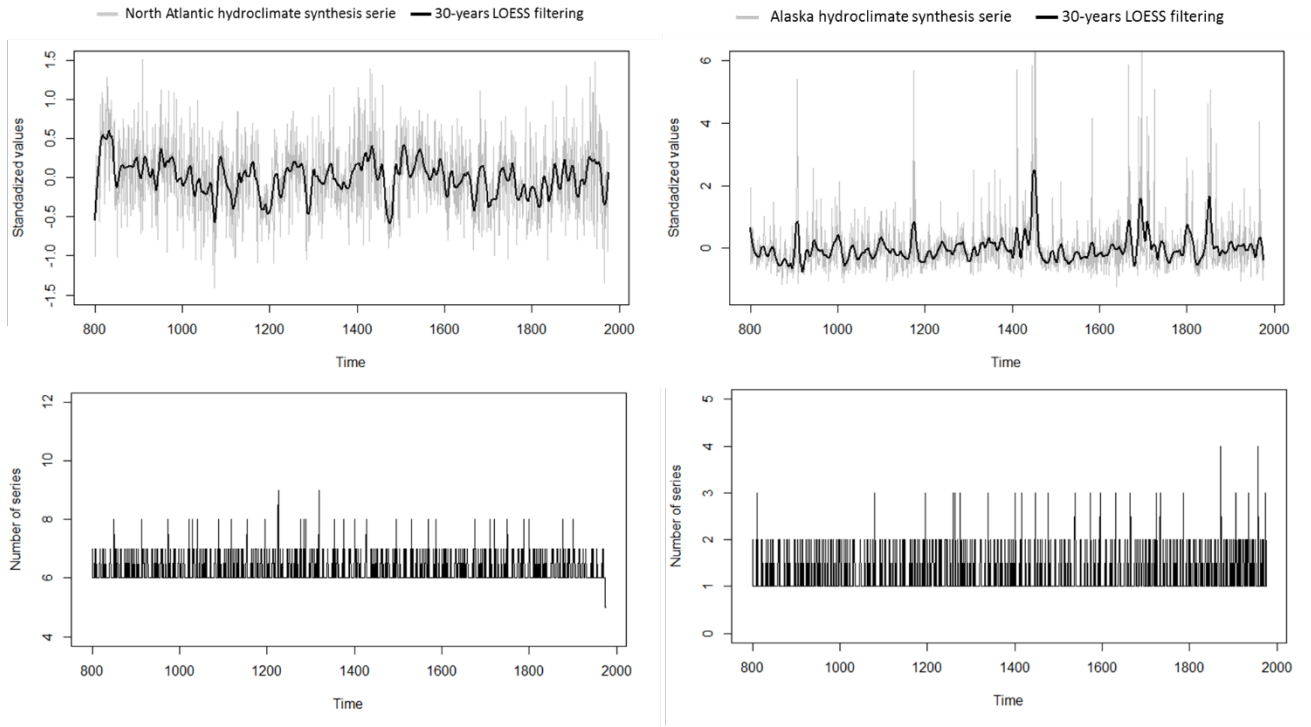 North Atlantic hydroclimate synthesis serie 30-years LOESS filtering
Standadized values
1.5
1.0
0.5
0.0
-0.5
-1.0
-1.5
800 1000 1200 1400 1600 1800 2000
Time
Alaska hydroclimate synthesis serie 30-years LOESS filtering
Standadized values
6
4
2
0
800 1000 1200 1400 1600 1800 2000
Time
Number of series
12
10
8
6
4
800 1000 1200 1400 1600 1800 2000
Time
Number of series
5
4
3
2
1
0
800 1000 1200 1400 1600 1800 2000
Time